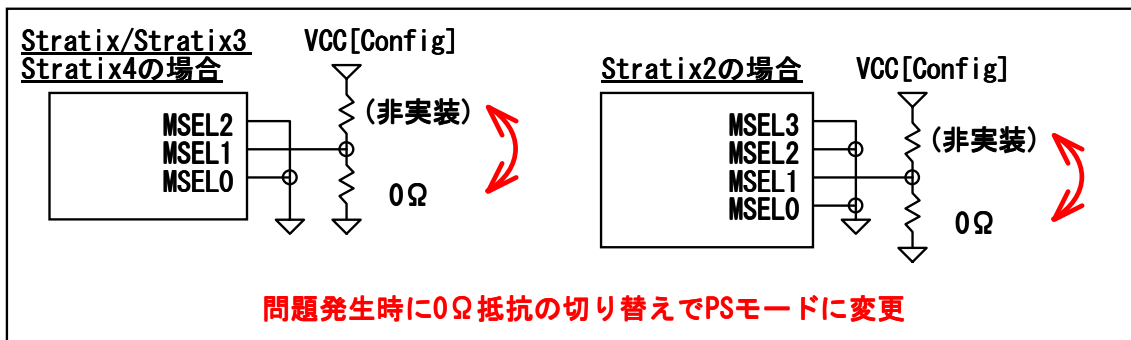 Stratix/Stratix3
Stratix4の場合
VCC[Config]
(非実装)
MSEL2
MSEL1
MSEL0
0Ω
Stratix2の場合
VCC[Config]
(非実装)
MSEL3
MSEL2
MSEL1
MSEL0
0Ω
問題発生時に0Ω抵抗の切り替えでPSモードに変更